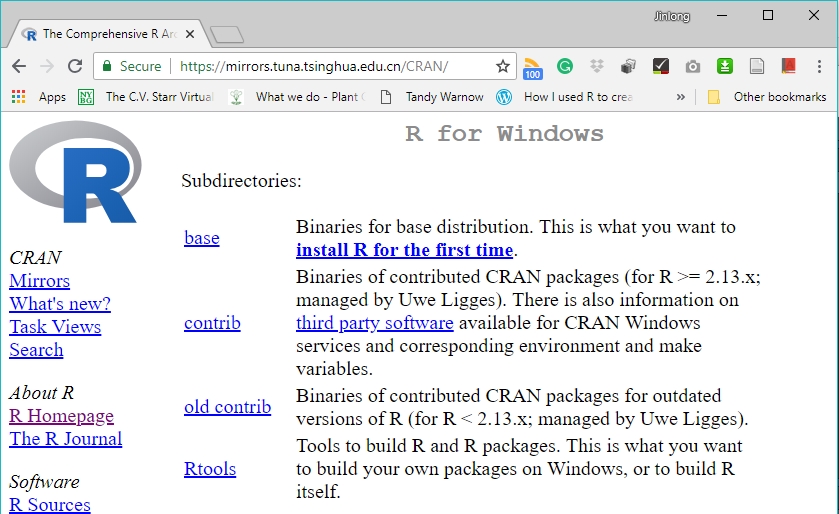 Jinlong
The Comprehensive R Arc
Secure
https://mirrors.tuna.tsinghua.edu.cn/CRAN/
100
Apps
NY
BG
The C.V. Starr Virtual
What we do - Plant
Tandy Warnow
How I used R to crea
»
Other bookmarks
R
R for Windows
Subdirectories:
base
Binaries for base distribution. This is what you want to
install R for the first time.
contrib
Binaries of contributed CRAN packages (for R >= 2.13.x;
managed by Uwe Ligges). There is also information on
third party software available for CRAN Windows
services and corresponding environment and make
variables.
old contrib
Binaries of contributed CRAN packages for outdated
versions of R (for R < 2.13.x; managed by Uwe Ligges).
Rtools
Tools to build R and R packages. This is what you want
to build your own packages on Windows, or to build R
itself.
CRAN
Mirrors
What's new?
Task Views
Search
About R
R Homepage
The R Journal
Software
R Sources